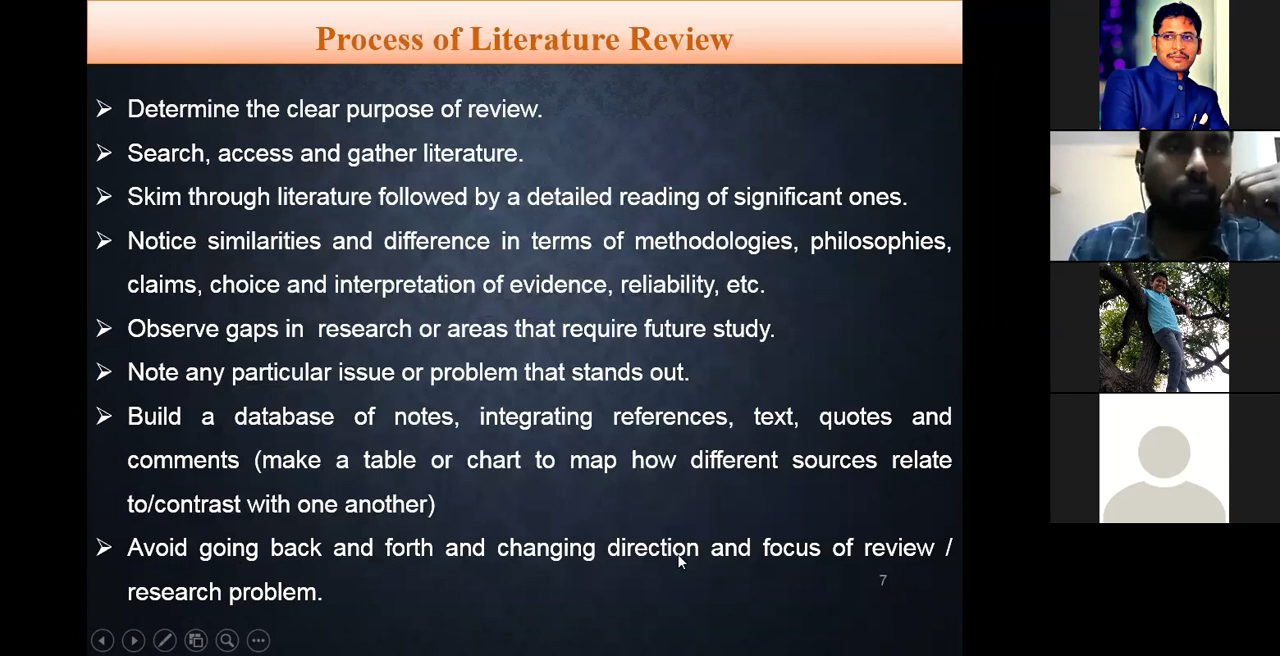 Process of Literature Review
➢ Determine the clear purpose of review.
➢ Search, access and gather literature.
➢ Skim through literature followed by a detailed reading of significant ones.
➢ Notice similarities and difference in terms of methodologies, philosophies,
claims, choice and interpretation of evidence, reliability, etc.
➢ Observe gaps in research or areas that require future study.
➢ Note any particular issue or problem that stands out.
➢ Build a database of notes, integrating references, text, quotes and
comments (make a table or chart to map how different sources relate
to/contrast with one another)
➢ Avoid going back and forth and changing direction and focus of review /
research problem.
7